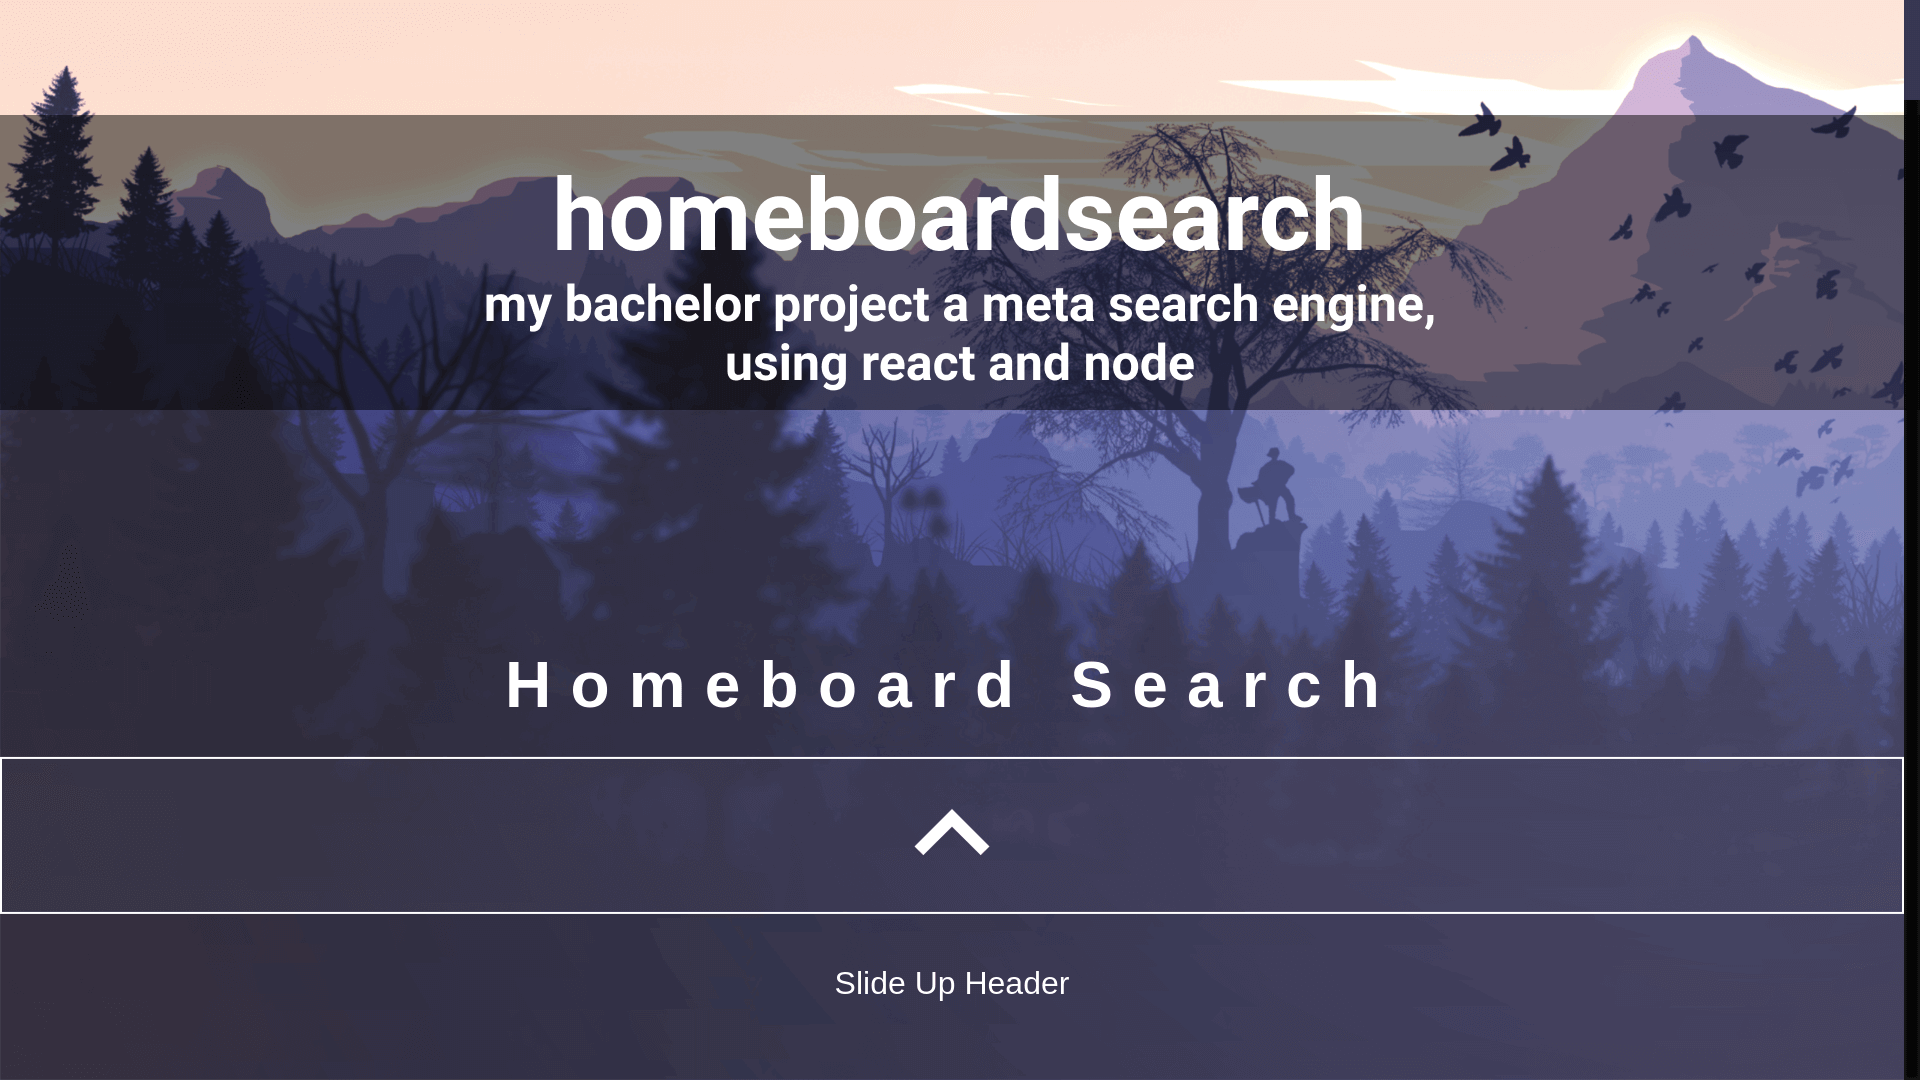 homeboardsearch
my bachelor project a meta search engine,
using react and node
Homeboard Search
Slide Up Header